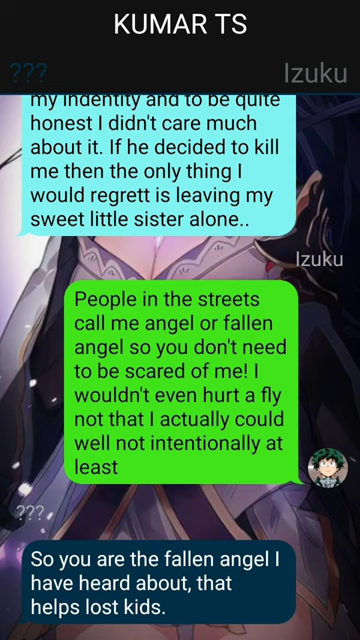 KUMAR TS
??? Izuku
my indentity and to be quite
honest I didn't care much
about it. If he decided to kill
me then the only thing I
would regrett is leaving my
sweet little sister alone..
Izuku
People in the streets
call me angel or fallen
angel so you don't need
to be scared of me! I
wouldn't even hurt a fly
not that I actually could
well not intentionally at
least
???
So you are the fallen angel I
have heard about, that
helps lost kids.